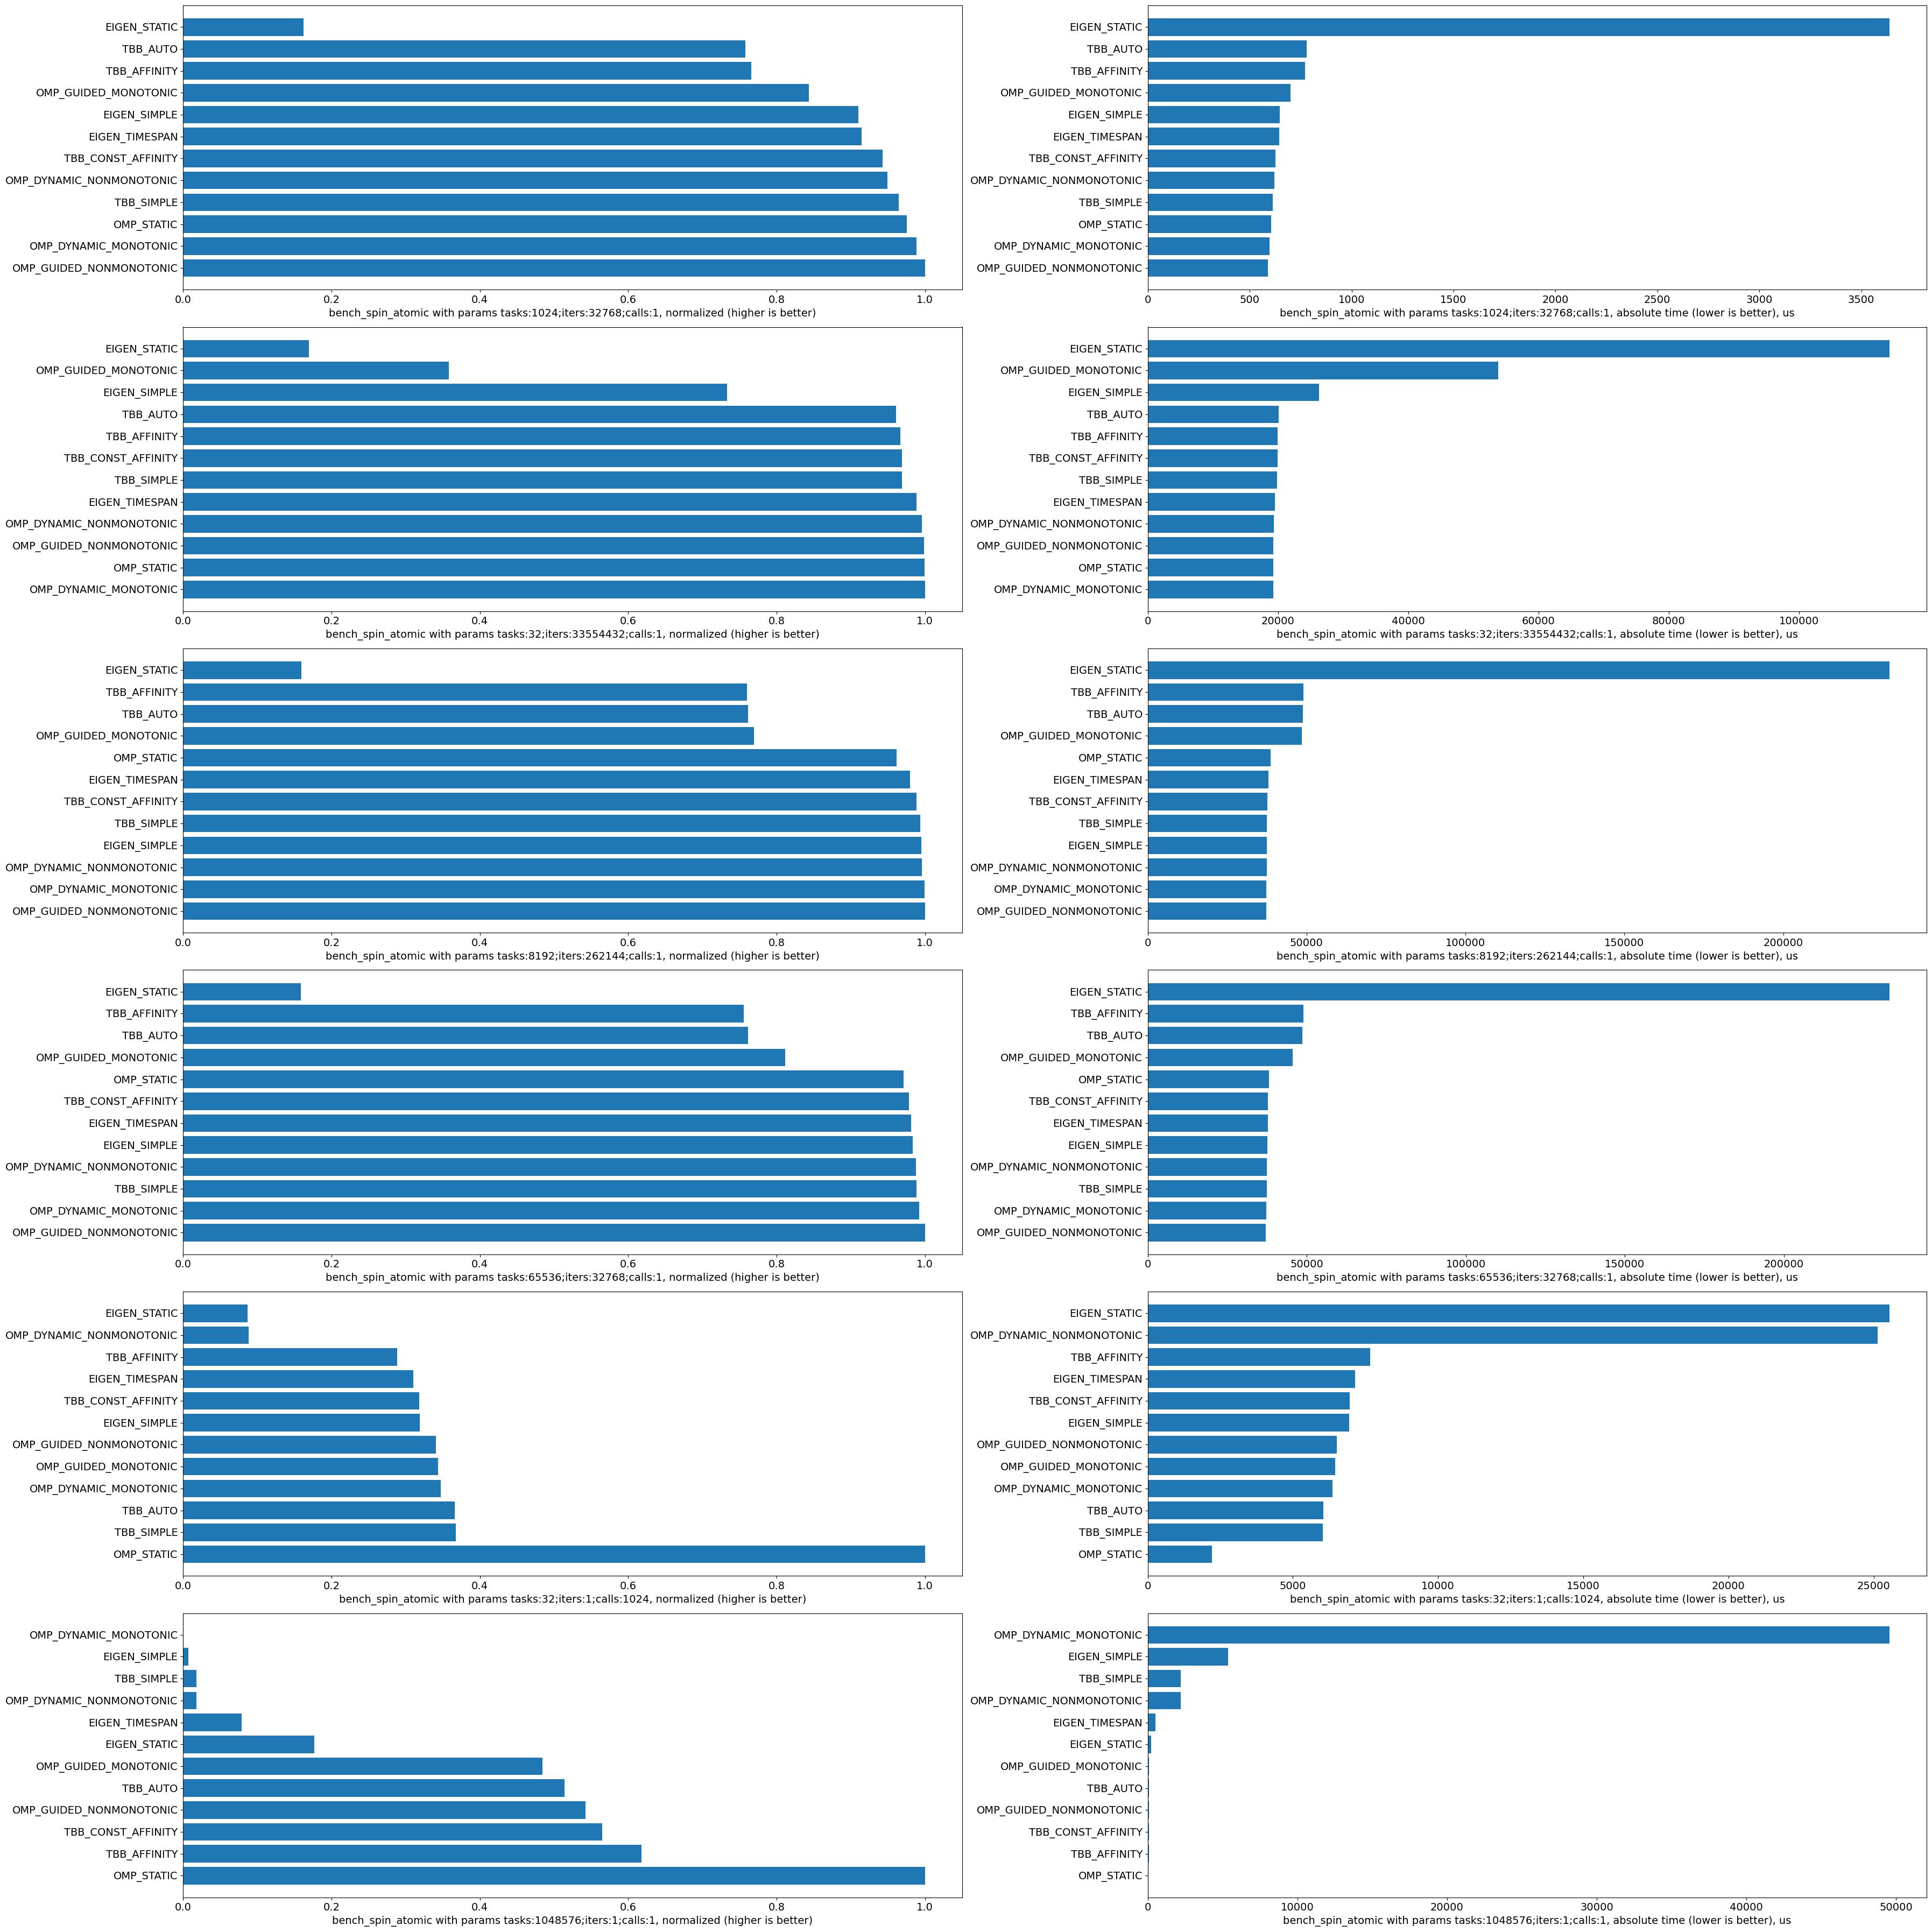 EIGEN_STATIC
TBB_AUTO
TBB_AFFINITY
OMP_GUIDED_MONOTONIC
EIGEN_SIMPLE
EIGEN_TIMESPAN
TBB_CONST_AFFINITY
OMP_DYNAMIC_NONMONOTONIC
TBB_SIMPLE
OMP_STATIC
OMP_DYNAMIC_MONOTONIC
OMP_GUIDED_NONMONOTONIC
0.0 0.2 0.4 0.6 0.8 1.0
bench_spin_atomic with params tasks:1024;iters:32768;calls:1, normalized (higher is better)
EIGEN_STATIC
TBB_AUTO
TBB_AFFINITY
OMP_GUIDED_MONOTONIC
EIGEN_SIMPLE
EIGEN_TIMESPAN
TBB_CONST_AFFINITY
OMP_DYNAMIC_NONMONOTONIC
TBB_SIMPLE
OMP_STATIC
OMP_DYNAMIC_MONOTONIC
OMP_GUIDED_NONMONOTONIC
0 500 1000 1500 2000 2500 3000 3500
bench_spin_atomic with params tasks:1024;iters:32768;calls:1, absolute time (lower is better), us
EIGEN_STATIC
OMP_GUIDED_MONOTONIC
EIGEN_SIMPLE
TBB_AUTO
TBB_AFFINITY
TBB_CONST_AFFINITY
TBB_SIMPLE
EIGEN_TIMESPAN
OMP_DYNAMIC_NONMONOTONIC
OMP_GUIDED_NONMONOTONIC
OMP_STATIC
OMP_DYNAMIC_MONOTONIC
0.0 0.2 0.4 0.6 0.8 1.0
bench_spin_atomic with params tasks:32;iters:33554432;calls:1, normalized (higher is better)
EIGEN_STATIC
OMP_GUIDED_MONOTONIC
EIGEN_SIMPLE
TBB_AUTO
TBB_AFFINITY
TBB_CONST_AFFINITY
TBB_SIMPLE
EIGEN_TIMESPAN
OMP_DYNAMIC_NONMONOTONIC
OMP_GUIDED_NONMONOTONIC
OMP_STATIC
OMP_DYNAMIC_MONOTONIC
0 20000 40000 60000 80000 100000
bench_spin_atomic with params tasks:32;iters:33554432;calls:1, absolute time (lower is better), us
EIGEN_STATIC
TBB_AFFINITY
TBB_AUTO
OMP_GUIDED_MONOTONIC
OMP_STATIC
EIGEN_TIMESPAN
TBB_CONST_AFFINITY
TBB_SIMPLE
EIGEN_SIMPLE
OMP_DYNAMIC_NONMONOTONIC
OMP_DYNAMIC_MONOTONIC
OMP_GUIDED_NONMONOTONIC
0.0 0.2 0.4 0.6 0.8 1.0
bench_spin_atomic with params tasks:8192;iters:262144;calls:1, normalized (higher is better)
EIGEN_STATIC
TBB_AFFINITY
TBB_AUTO
OMP_GUIDED_MONOTONIC
OMP_STATIC
EIGEN_TIMESPAN
TBB_CONST_AFFINITY
TBB_SIMPLE
EIGEN_SIMPLE
OMP_DYNAMIC_NONMONOTONIC
OMP_DYNAMIC_MONOTONIC
OMP_GUIDED_NONMONOTONIC
0 50000 100000 150000 200000
bench_spin_atomic with params tasks:8192;iters:262144;calls:1, absolute time (lower is better), us
EIGEN_STATIC
TBB_AFFINITY
TBB_AUTO
OMP_GUIDED_MONOTONIC
OMP_STATIC
TBB_CONST_AFFINITY
EIGEN_TIMESPAN
EIGEN_SIMPLE
OMP_DYNAMIC_NONMONOTONIC
TBB_SIMPLE
OMP_DYNAMIC_MONOTONIC
OMP_GUIDED_NONMONOTONIC
0.0 0.2 0.4 0.6 0.8 1.0
bench_spin_atomic with params tasks:65536;iters:32768;calls:1, normalized (higher is better)
EIGEN_STATIC
TBB_AFFINITY
TBB_AUTO
OMP_GUIDED_MONOTONIC
OMP_STATIC
TBB_CONST_AFFINITY
EIGEN_TIMESPAN
EIGEN_SIMPLE
OMP_DYNAMIC_NONMONOTONIC
TBB_SIMPLE
OMP_DYNAMIC_MONOTONIC
OMP_GUIDED_NONMONOTONIC
0 50000 100000 150000 200000
bench_spin_atomic with params tasks:65536;iters:32768;calls:1, absolute time (lower is better), us
EIGEN_STATIC
OMP_DYNAMIC_NONMONOTONIC
TBB_AFFINITY
EIGEN_TIMESPAN
TBB_CONST_AFFINITY
EIGEN_SIMPLE
OMP_GUIDED_NONMONOTONIC
OMP_GUIDED_MONOTONIC
OMP_DYNAMIC_MONOTONIC
TBB_AUTO
TBB_SIMPLE
OMP_STATIC
0.0 0.2 0.4 0.6 0.8 1.0
bench_spin_atomic with params tasks:32;iters:1;calls:1024, normalized (higher is better)
EIGEN_STATIC
OMP_DYNAMIC_NONMONOTONIC
TBB_AFFINITY
EIGEN_TIMESPAN
TBB_CONST_AFFINITY
EIGEN_SIMPLE
OMP_GUIDED_NONMONOTONIC
OMP_GUIDED_MONOTONIC
OMP_DYNAMIC_MONOTONIC
TBB_AUTO
TBB_SIMPLE
OMP_STATIC
0 5000 10000 15000 20000 25000
bench_spin_atomic with params tasks:32;iters:1;calls:1024, absolute time (lower is better), us
OMP_DYNAMIC_MONOTONIC
EIGEN_SIMPLE
TBB_SIMPLE
OMP_DYNAMIC_NONMONOTONIC
EIGEN_TIMESPAN
EIGEN_STATIC
OMP_GUIDED_MONOTONIC
TBB_AUTO
OMP_GUIDED_NONMONOTONIC
TBB_CONST_AFFINITY
TBB_AFFINITY
OMP_STATIC
0.0 0.2 0.4 0.6 0.8 1.0
bench_spin_atomic with params tasks:1048576;iters:1;calls:1, normalized (higher is better)
OMP_DYNAMIC_MONOTONIC
EIGEN_SIMPLE
TBB_SIMPLE
OMP_DYNAMIC_NONMONOTONIC
EIGEN_TIMESPAN
EIGEN_STATIC
OMP_GUIDED_MONOTONIC
TBB_AUTO
OMP_GUIDED_NONMONOTONIC
TBB_CONST_AFFINITY
TBB_AFFINITY
OMP_STATIC
0 10000 20000 30000 40000 50000
bench_spin_atomic with params tasks:1048576;iters:1;calls:1, absolute time (lower is better), us